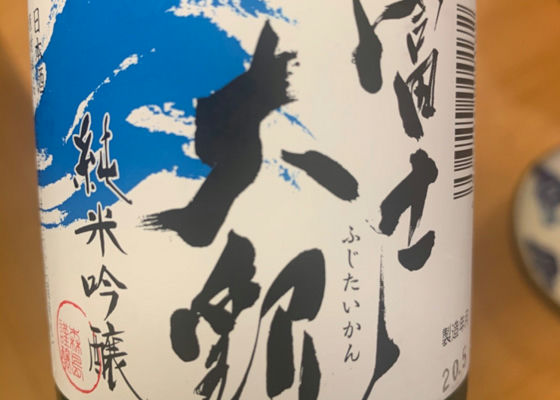 富士
大観
ふじたいかん
純米吟醸
日本酒
製造年月
20.5